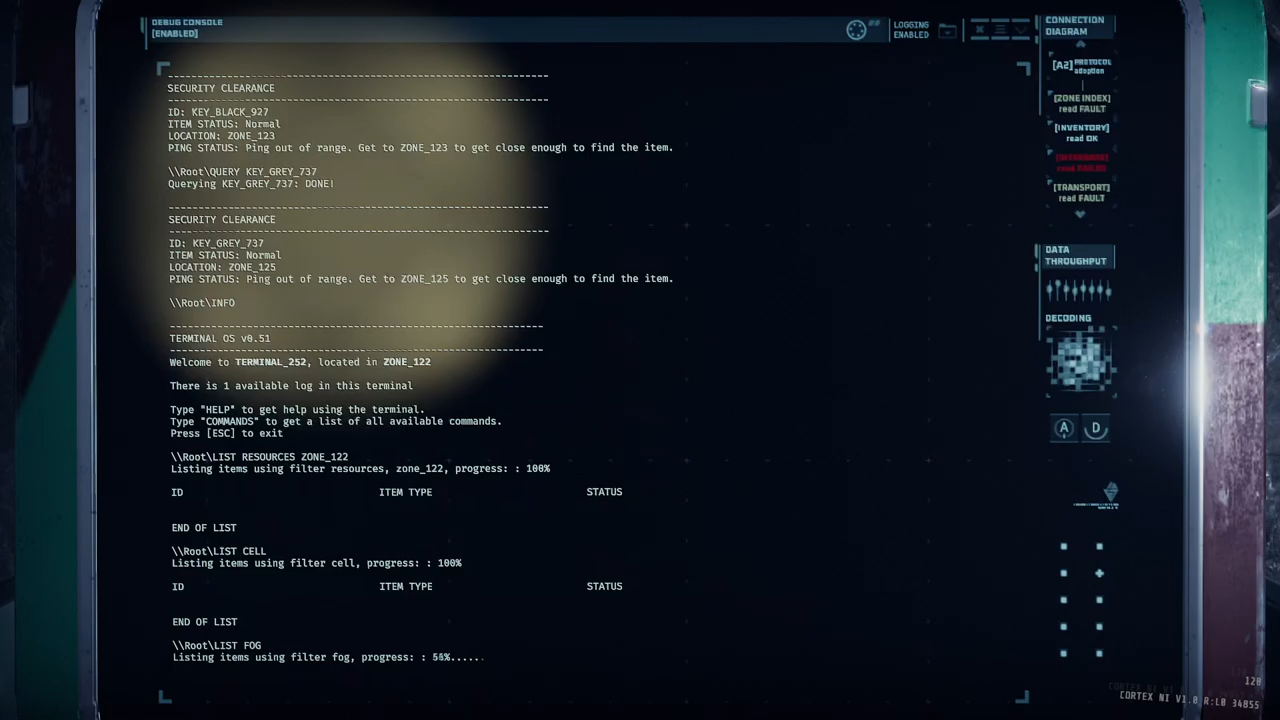 DEBUG CONSOLE
[ENABLED]
LOGGING
ENABLED
--------------------------------
SECURITY CLEARANCE
--------------------------------
ID: KEY_BLACK_927
ITEM STATUS: Normal
LOCATION: ZONE_123
PING STATUS: Ping out of range. Get to ZONE_123 to get close enough to find the item.
\\Root\QUERY KEY_GREY_737
Querying KEY_GREY_737: DONE!
--------------------------------
SECURITY CLEARANCE
--------------------------------
ID: KEY_GREY_737
ITEM STATUS: Normal
LOCATION: ZONE_125
PING STATUS: Ping out of range. Get to ZONE_125 to get close enough to find the item.
\\Root\INFO
--------------------------------
TERMINAL OS v0.51
--------------------------------
Welcome to TERMINAL_252, located in ZONE_122
There is 1 available log in this terminal
Type "HELP" to get help using the terminal.
Type "COMMANDS" to get a list of all available commands.
Press [ESC] to exit
\\Root\LIST RESOURCES ZONE_122
Listing items using filter resources, zone_122, progress: : 100%
ID ITEM TYPE STATUS
END OF LIST
\\Root\LIST CELL
Listing items using filter cell, progress: : 100%
ID ITEM TYPE STATUS
END OF LIST
\\Root\LIST FOG
Listing items using filter fog, progress: : 56%......
CONNECTION
DIAGRAM
[A2] PROTOCOL
adoption
[ZONE INDEX]
read FAULT
[INVENTORY]
read OK
read FAILED
[TRANSPORT]
read FAULT
DATA
THROUGHPUT
DECODING
A D
128
CORTEX NI V1.0 R:L0 34855